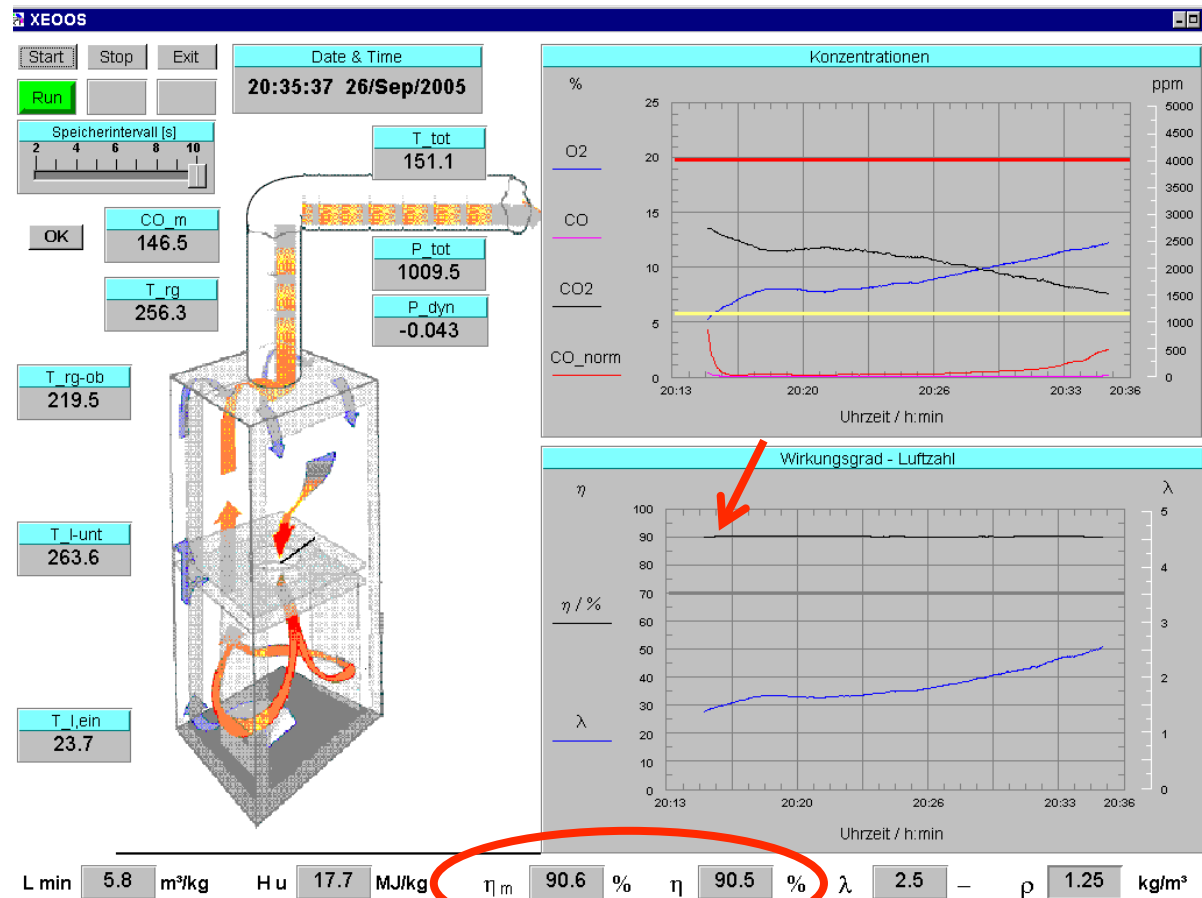 XEOOS
Start Stop Exit
Run
Date & Time
20:35:37 26/Sep/2005
Speicherintervall [s]
2 4 6 8 10
T_tot
151.1
OK
CO_m
146.5
P_tot
1009.5
T_rg
256.3
P_dyn
-0.043
T_rg-ob
219.5
T_l-unt
263.6
T_l,ein
23.7
Konzentrationen
% ppm
O2
CO
CO2
CO_norm
25
20
15
10
5
0
5000
4500
4000
3500
3000
2500
2000
1500
1000
500
0
20:13 20:20 20:26 20:33 20:36
Uhrzeit / h:min
Wirkungsgrad - Luftzahl
η λ
η / %
λ
100
90
80
70
60
50
40
30
20
10
0
5
4
3
2
1
0
20:13 20:20 20:26 20:33 20:36
Uhrzeit / h:min
L min 5.8 m³/kg H u 17.7 MJ/kg η m 90.6 % η 90.5 % λ 2.5 – ρ 1.25 kg/m³